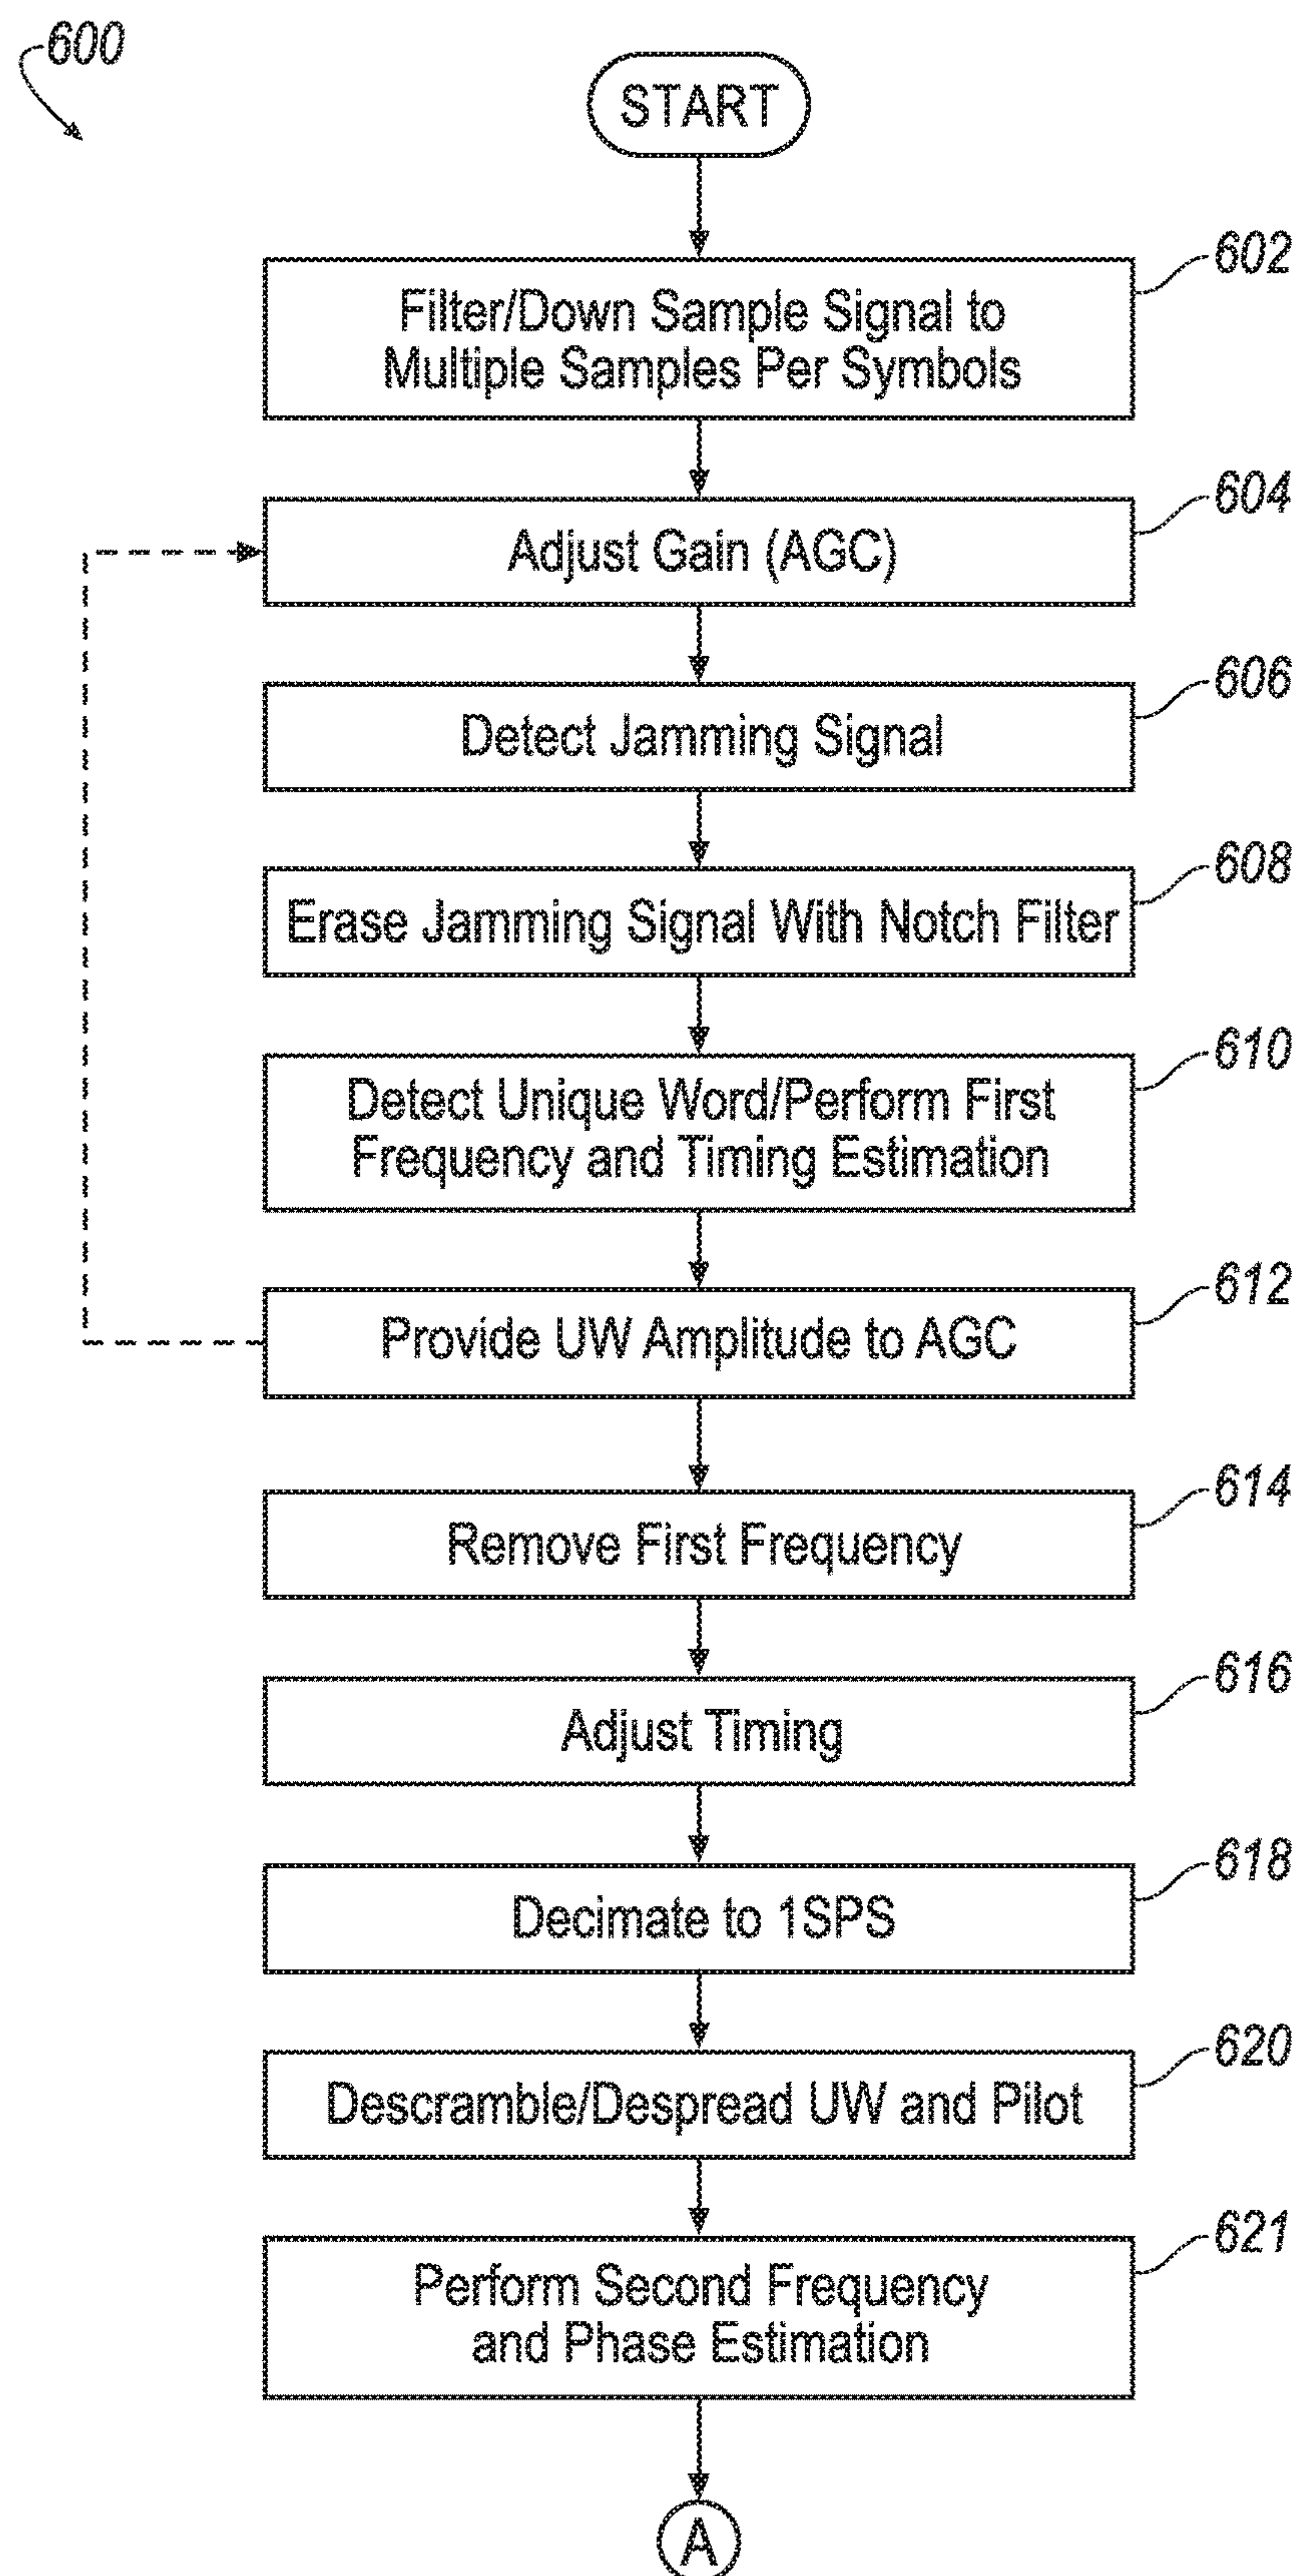 600
START
602
Filter/Down Sample Signal to
Multiple Samples Per Symbols
604
Adjust Gain (AGC)
606
Detect Jamming Signal
608
Erase Jamming Signal With Notch Filter
610
Detect Unique Word/Perform First
Frequency and Timing Estimation
612
Provide UW Amplitude to AGC
614
Remove First Frequency
616
Adjust Timing
618
Decimate to 1SPS
620
Descramble/Despread UW and Pilot
621
Perform Second Frequency
and Phase Estimation
A